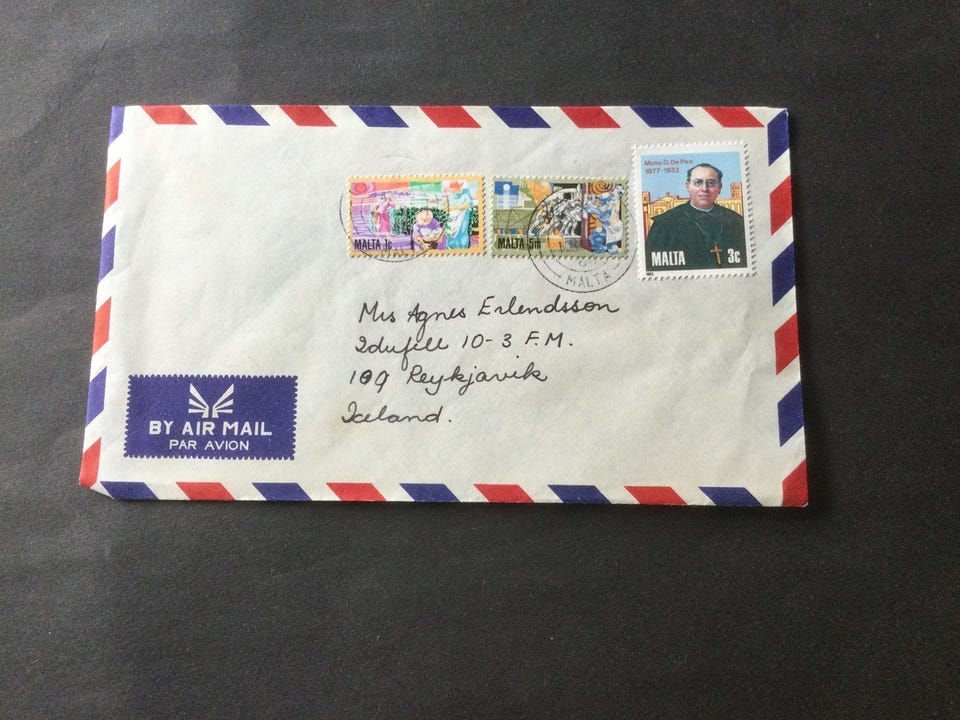 Mons. G. De Piro
1877-1933
MALTA 1c
MALTA 5m
MALTA 3c
1983
MALTA
Mrs Agnes Erlendsson
10-3 F.M.
109 Reykjavik
Iceland.
BY AIR MAIL
PAR AVION